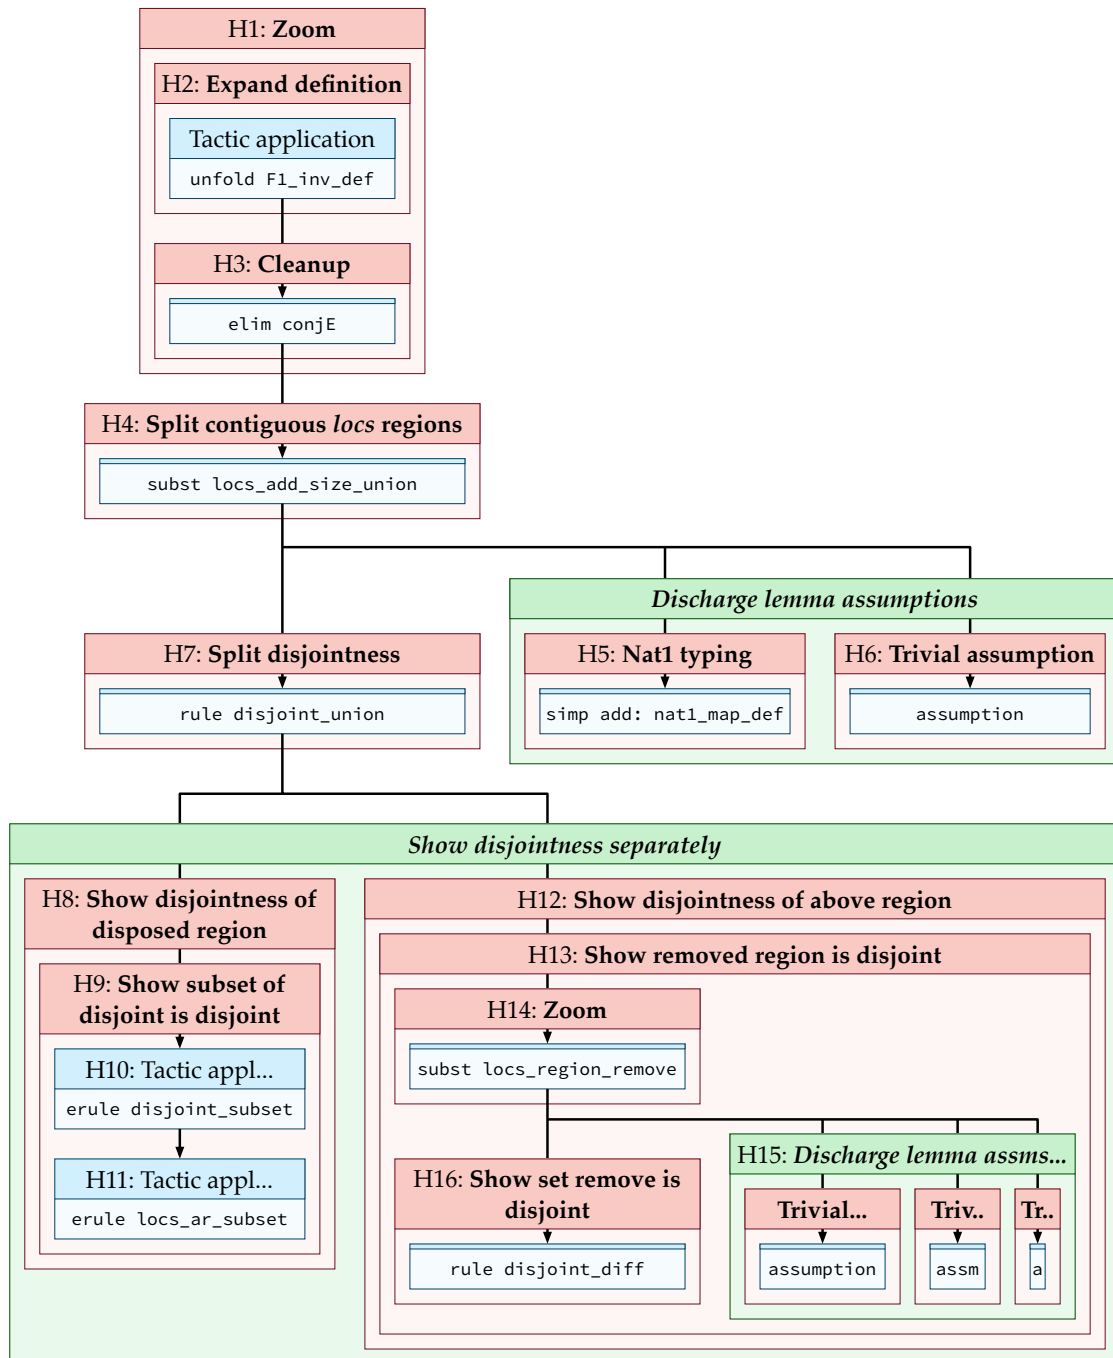 H1: Zoom
H2: Expand definition
Tactic application
unfold F1_inv_def
H3: Cleanup
elim conjE
H4: Split contiguous locs regions
subst locs_add_size_union
Discharge lemma assumptions
H7: Split disjointness
rule disjoint_union
H5: Nat1 typing
simp add: nat1_map_def
H6: Trivial assumption
assumption
Show disjointness separately
H8: Show disjointness of
disposed region
H9: Show subset of
disjoint is disjoint
H10: Tactic appl...
erule disjoint_subset
H11: Tactic appl...
erule locs_ar_subset
H12: Show disjointness of above region
H13: Show removed region is disjoint
H14: Zoom
subst locs_region_remove
H16: Show set remove is
disjoint
rule disjoint_diff
H15: Discharge lemma assms...
Trivial...
assumption
Triv..
assm
Tr..
a